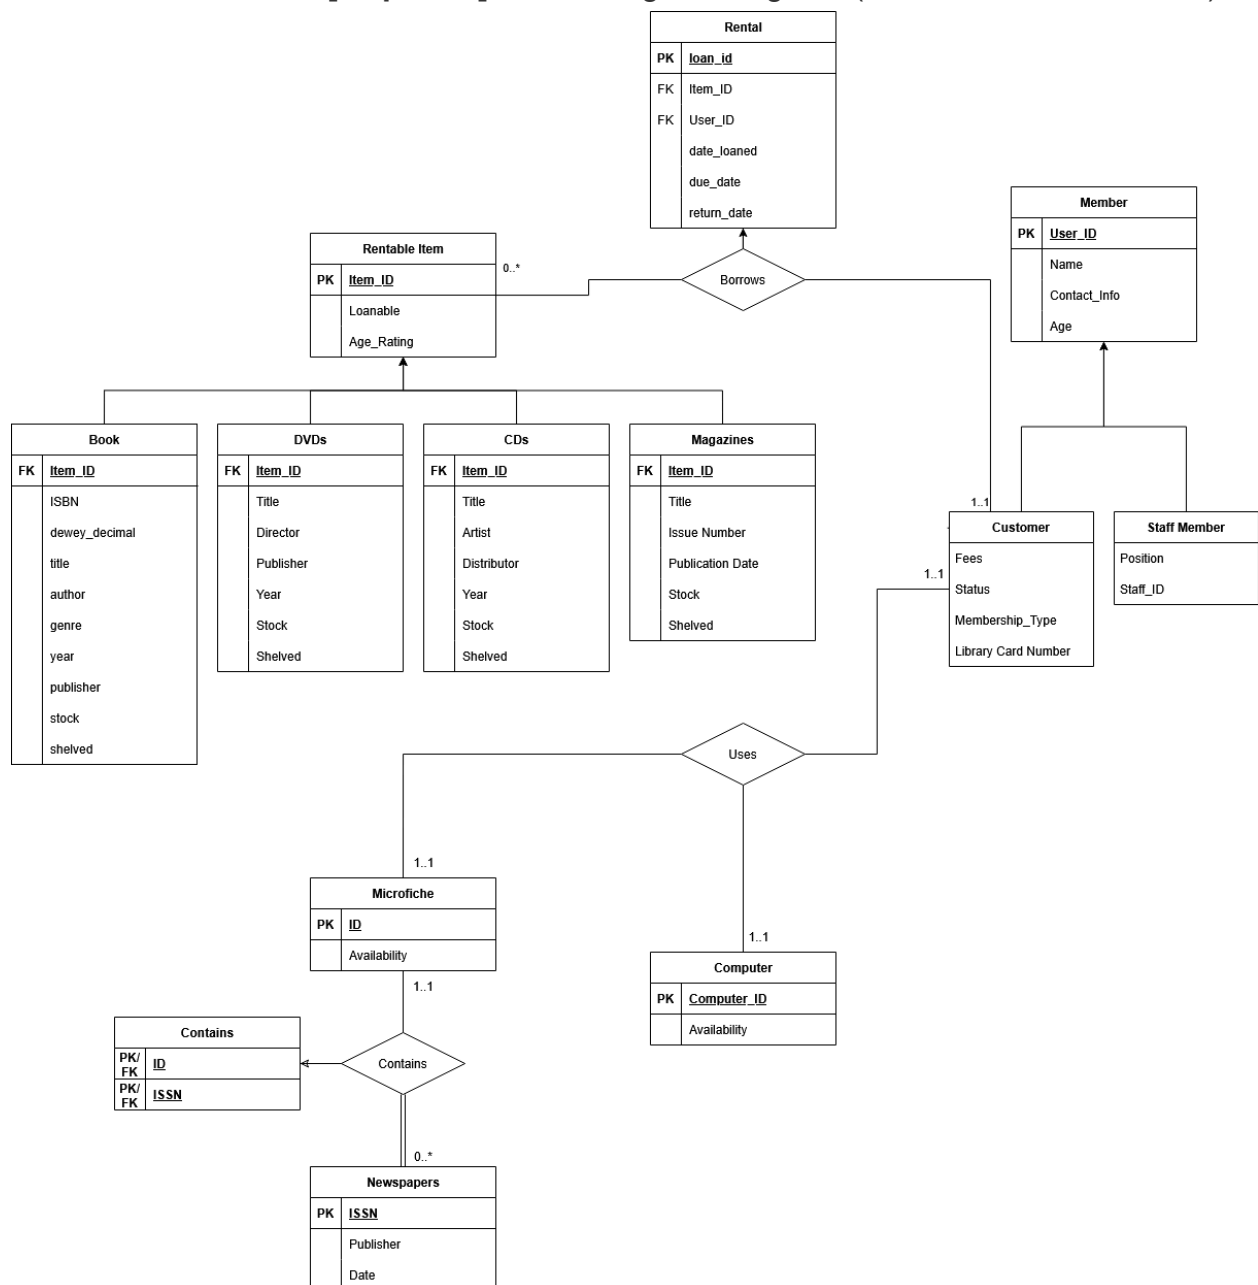 Rental
PK loan_id
FK Item_ID
FK User_ID
date_loaned
due_date
return_date
Member
PK User_ID
Name
Contact_Info
Age
Rentable Item
PK Item_ID
Loanable
Age_Rating
0..*
Borrows
Book
FK Item_ID
ISBN
dewey_decimal
title
author
genre
year
publisher
stock
shelved
DVDs
FK Item_ID
Title
Director
Publisher
Year
Stock
Shelved
CDs
FK Item_ID
Title
Artist
Distributor
Year
Stock
Shelved
Magazines
FK Item_ID
Title
Issue Number
Publication Date
Stock
Shelved
1..1
Customer
Fees
Status
Membership_Type
Library Card Number
1..1
Staff Member
Position
Staff_ID
Uses
1..1
Microfiche
PK ID
Availability
1..1
1..1
Computer
PK Computer_ID
Availability
Contains
PK/
FK ID
PK/
FK ISSN
Contains
0..*
Newspapers
PK ISSN
Publisher
Date